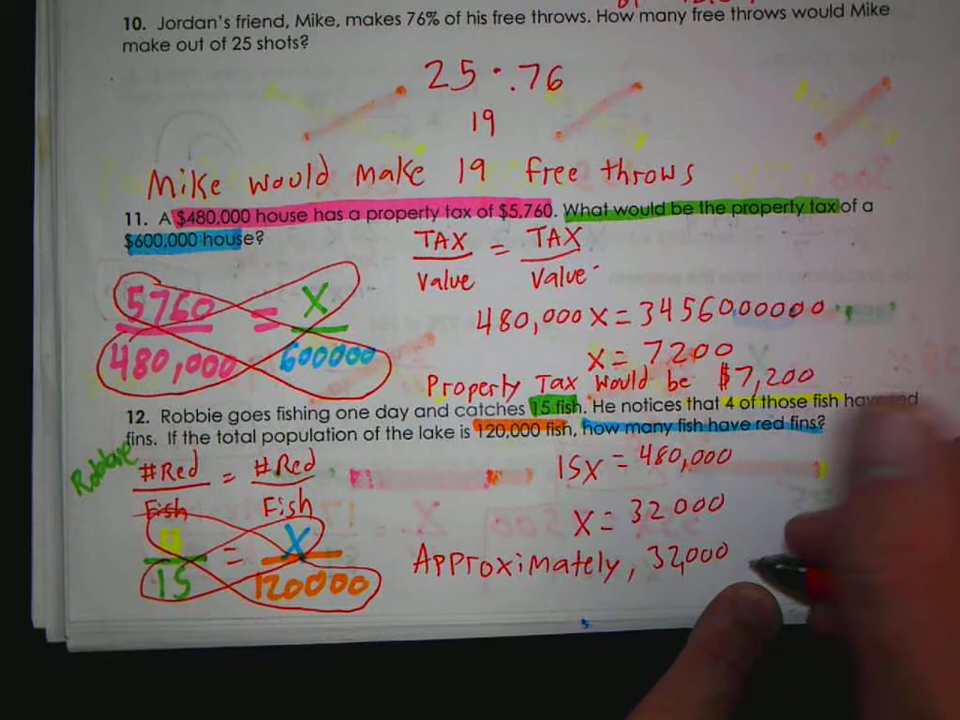 10. Jordan's friend, Mike, makes 76% of his free throws. How many free throws would Mike
make out of 25 shots?
25 · .76
19
Mike would make 19 free throws
11. A $480,000 house has a property tax of $5,760. What would be the property tax of a
$600,000 house?
TAX = TAX
Value Value
5760 = X
480,000 600000
480,000 X = 3456000000
X = 7200
Property Tax would be $7,200
12. Robbie goes fishing one day and catches 15 fish. He notices that 4 of those fish have red
fins. If the total population of the lake is 120,000 fish, how many fish have red fins?
Robbie
#Red = #Red
Fish Fish
4 = X
15 120000
15X = 480,000
X = 32000
Approximately, 32,000